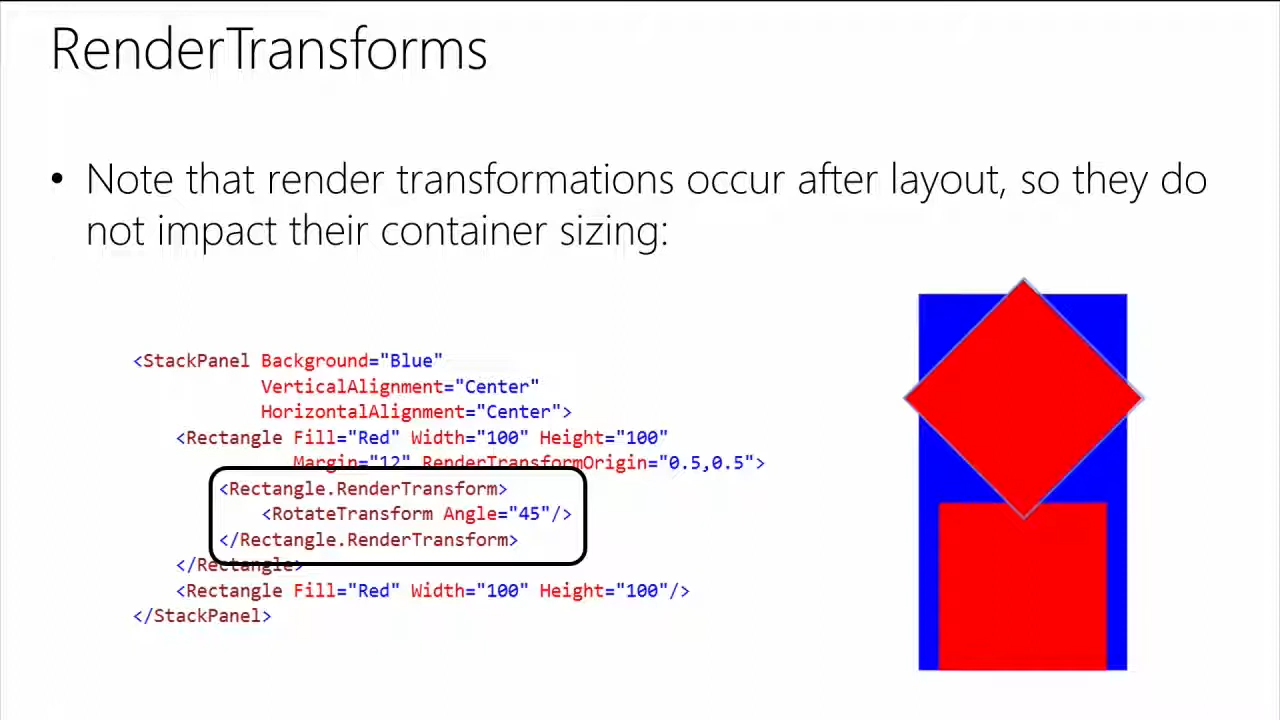 RenderTransforms
• Note that render transformations occur after layout, so they do
not impact their container sizing:
<StackPanel Background="Blue"
VerticalAlignment="Center"
HorizontalAlignment="Center">
<Rectangle Fill="Red" Width="100" Height="100"
Margin="12" RenderTransformOrigin="0.5,0.5">
<Rectangle.RenderTransform>
<RotateTransform Angle="45"/>
</Rectangle.RenderTransform>
</Rectangle>
<Rectangle Fill="Red" Width="100" Height="100"/>
</StackPanel>